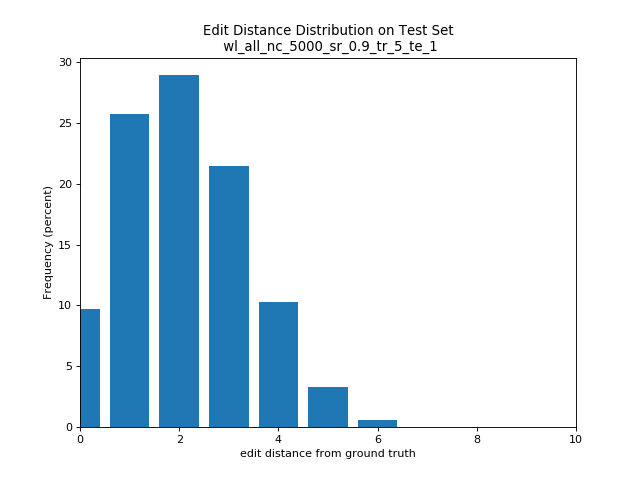 Edit Distance Distribution on Test Set
wl_all_nc_5000_sr_0.9_tr_5_te_1
30
25
20
15
10
5
0
Frequency (percent)
0 2 4 6 8 10
edit distance from ground truth